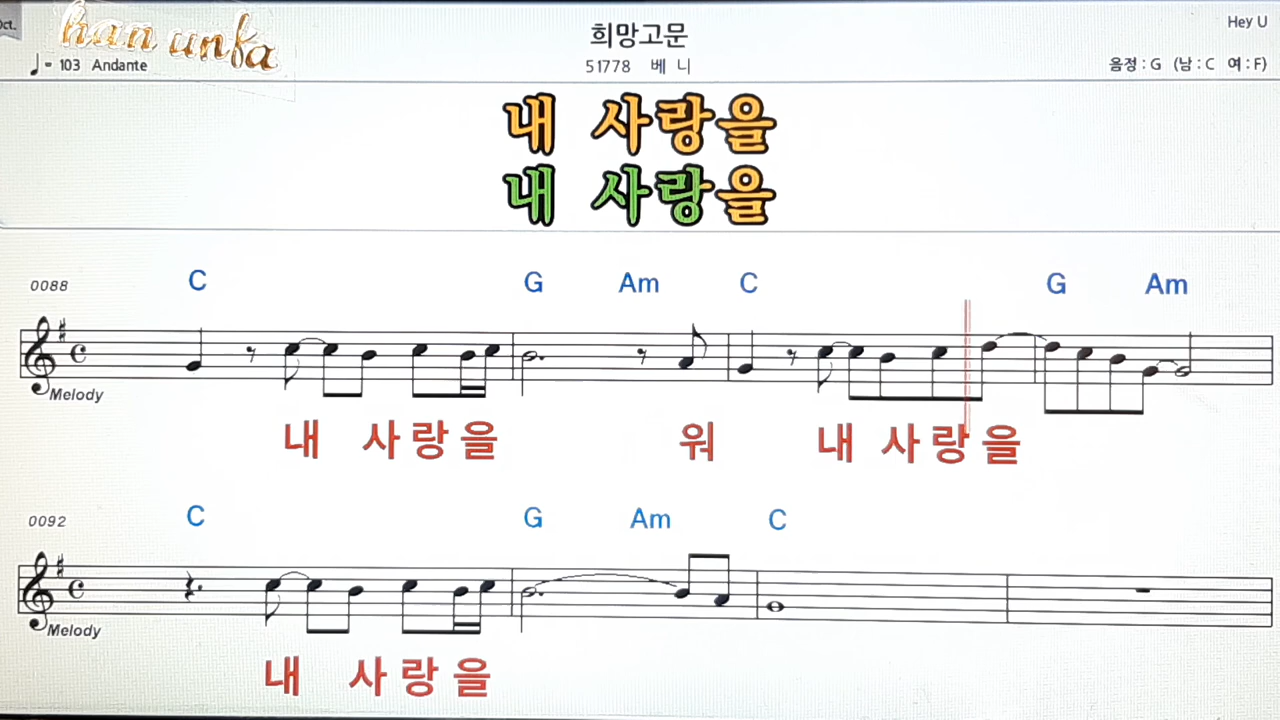 Oct.
han unfa
♩= 103 Andante
희망고문
51778 베 니
Hey U
음정 : G (남 : C 여 : F)
내 사랑을
내 사랑을
0088 C G Am C G Am
Melody
내 사 랑 을 워 내 사 랑 을
0092 C G Am C
Melody
내 사 랑 을